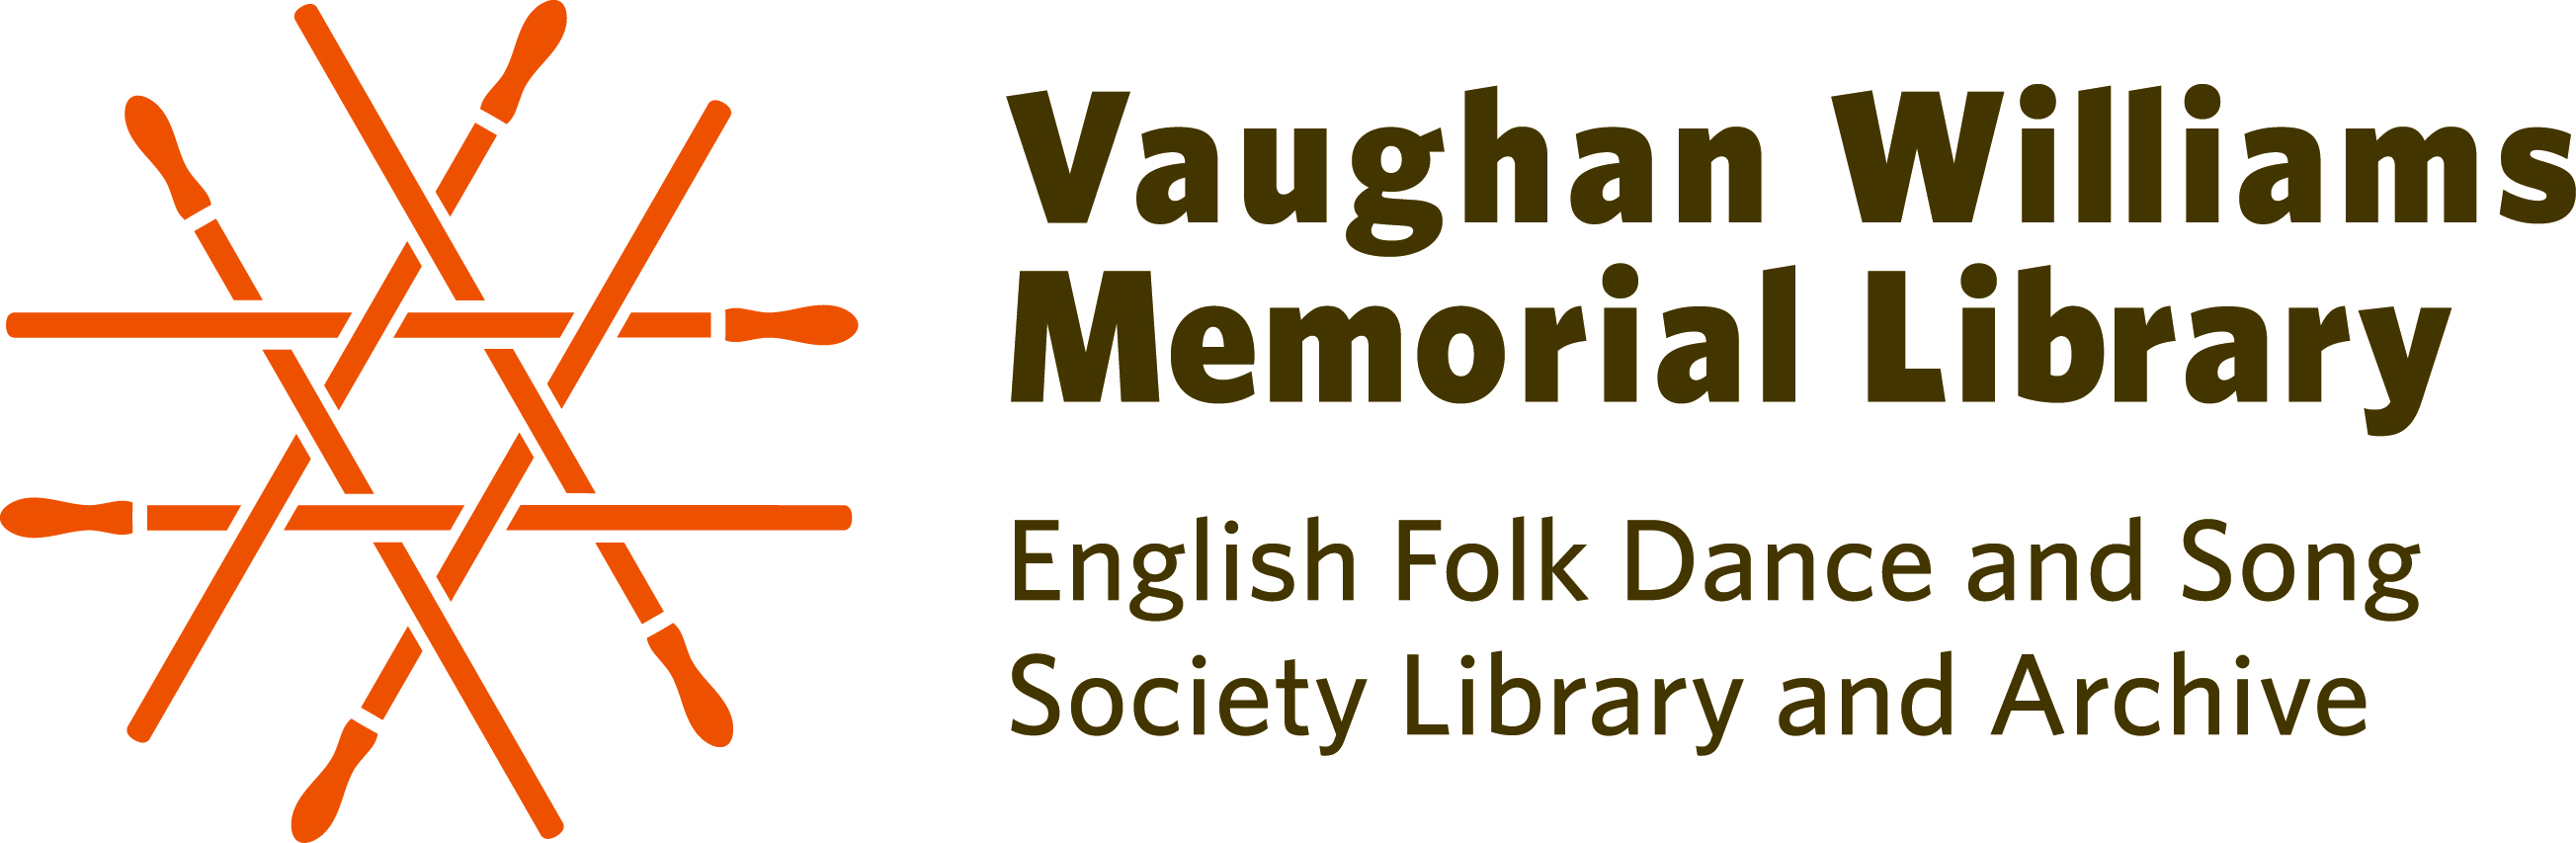 Vaughan Williams
Memorial Library
English Folk Dance and Song
Society Library and Archive